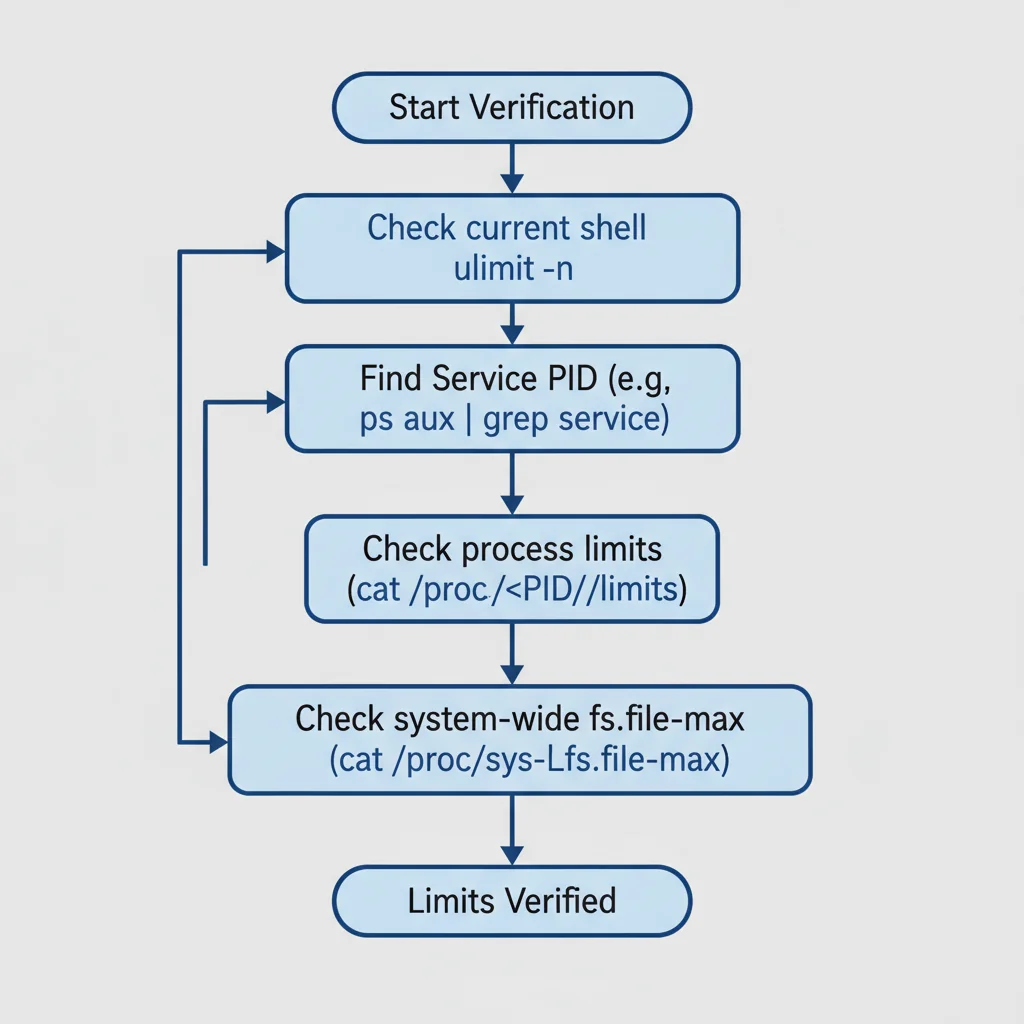 Start Verification
Check current shell
ulimit -n
Find Service PID (e.g,
ps aux | grep service)
Check process limits
(cat /proc./<PID//limits)
Check system-wide fs.file-max
(cat /proc/sys-Lfs.file-max)
Limits Verified